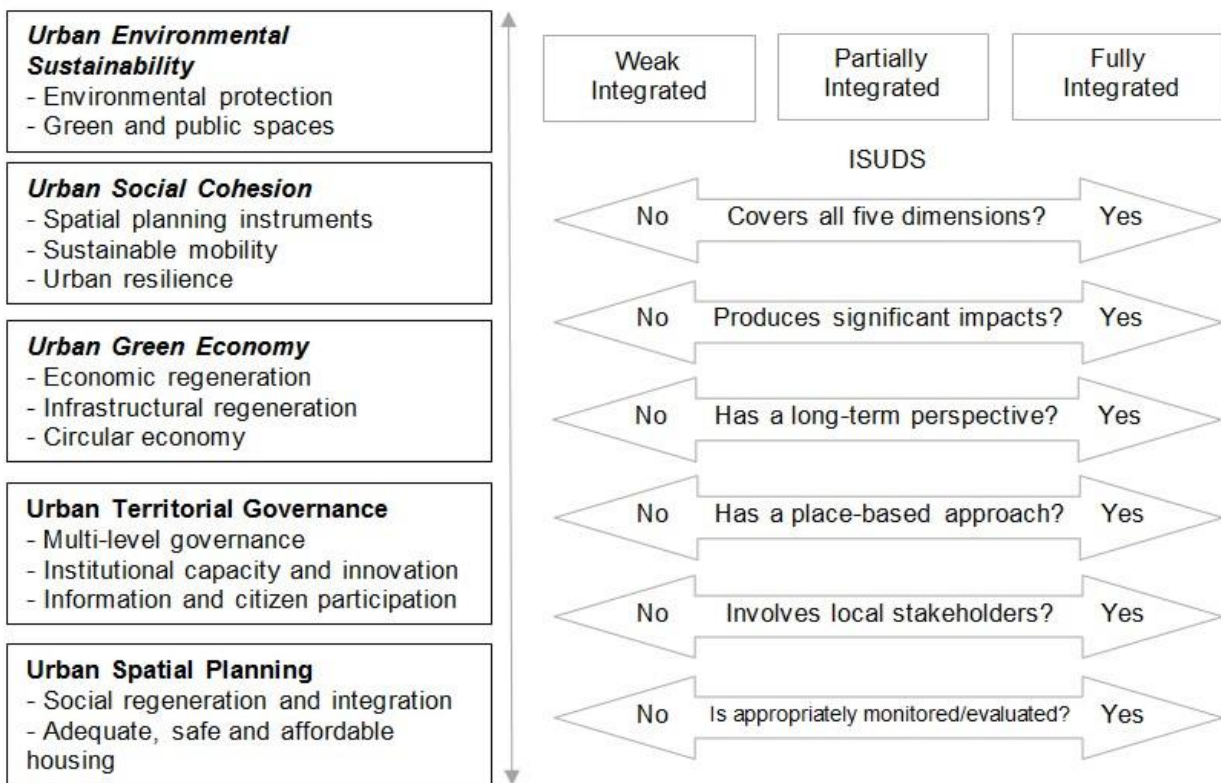 Urban Environmental
Sustainability
- Environmental protection
- Green and public spaces
Urban Social Cohesion
- Spatial planning instruments
- Sustainable mobility
- Urban resilience
Urban Green Economy
- Economic regeneration
- Infrastructural regeneration
- Circular economy
Urban Territorial Governance
- Multi-level governance
- Institutional capacity and innovation
- Information and citizen participation
Urban Spatial Planning
- Social regeneration and integration
- Adequate, safe and affordable
housing
Weak
Integrated
Partially
Integrated
Fully
Integrated
ISUDS
No Covers all five dimensions? Yes
No Produces significant impacts? Yes
No Has a long-term perspective? Yes
No Has a place-based approach? Yes
No Involves local stakeholders? Yes
No Is appropriately monitored/evaluated? Yes